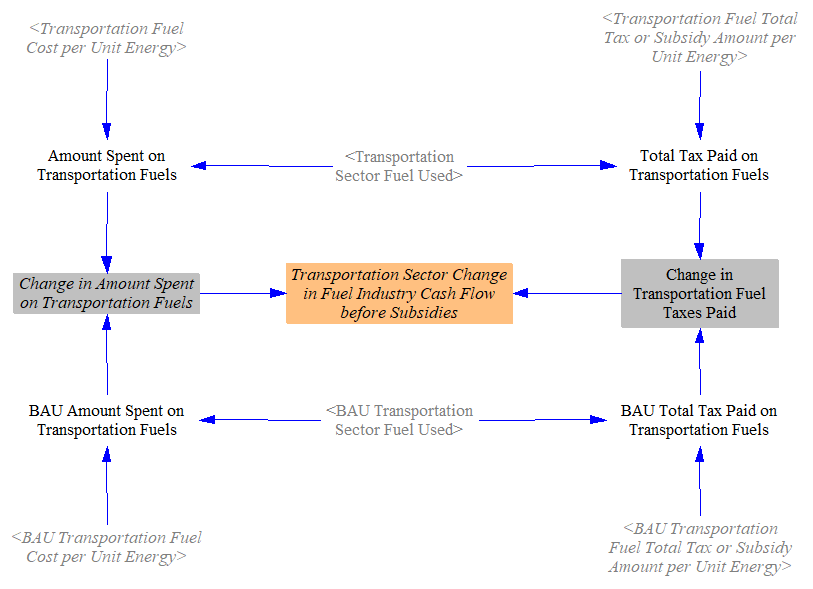 <Transportation Fuel
Cost per Unit Energy>
<Transportation Fuel Total
Tax or Subsidy Amount per
Unit Energy>
Amount Spent on
Transportation Fuels
<Transportation
Sector Fuel Used>
Total Tax Paid on
Transportation Fuels
Change in Amount Spent
on Transportation Fuels
Transportation Sector Change
in Fuel Industry Cash Flow
before Subsidies
Change in
Transportation Fuel
Taxes Paid
BAU Amount Spent on
Transportation Fuels
<BAU Transportation
Sector Fuel Used>
BAU Total Tax Paid on
Transportation Fuels
<BAU Transportation Fuel
Cost per Unit Energy>
<BAU Transportation
Fuel Total Tax or Subsidy
Amount per Unit Energy>